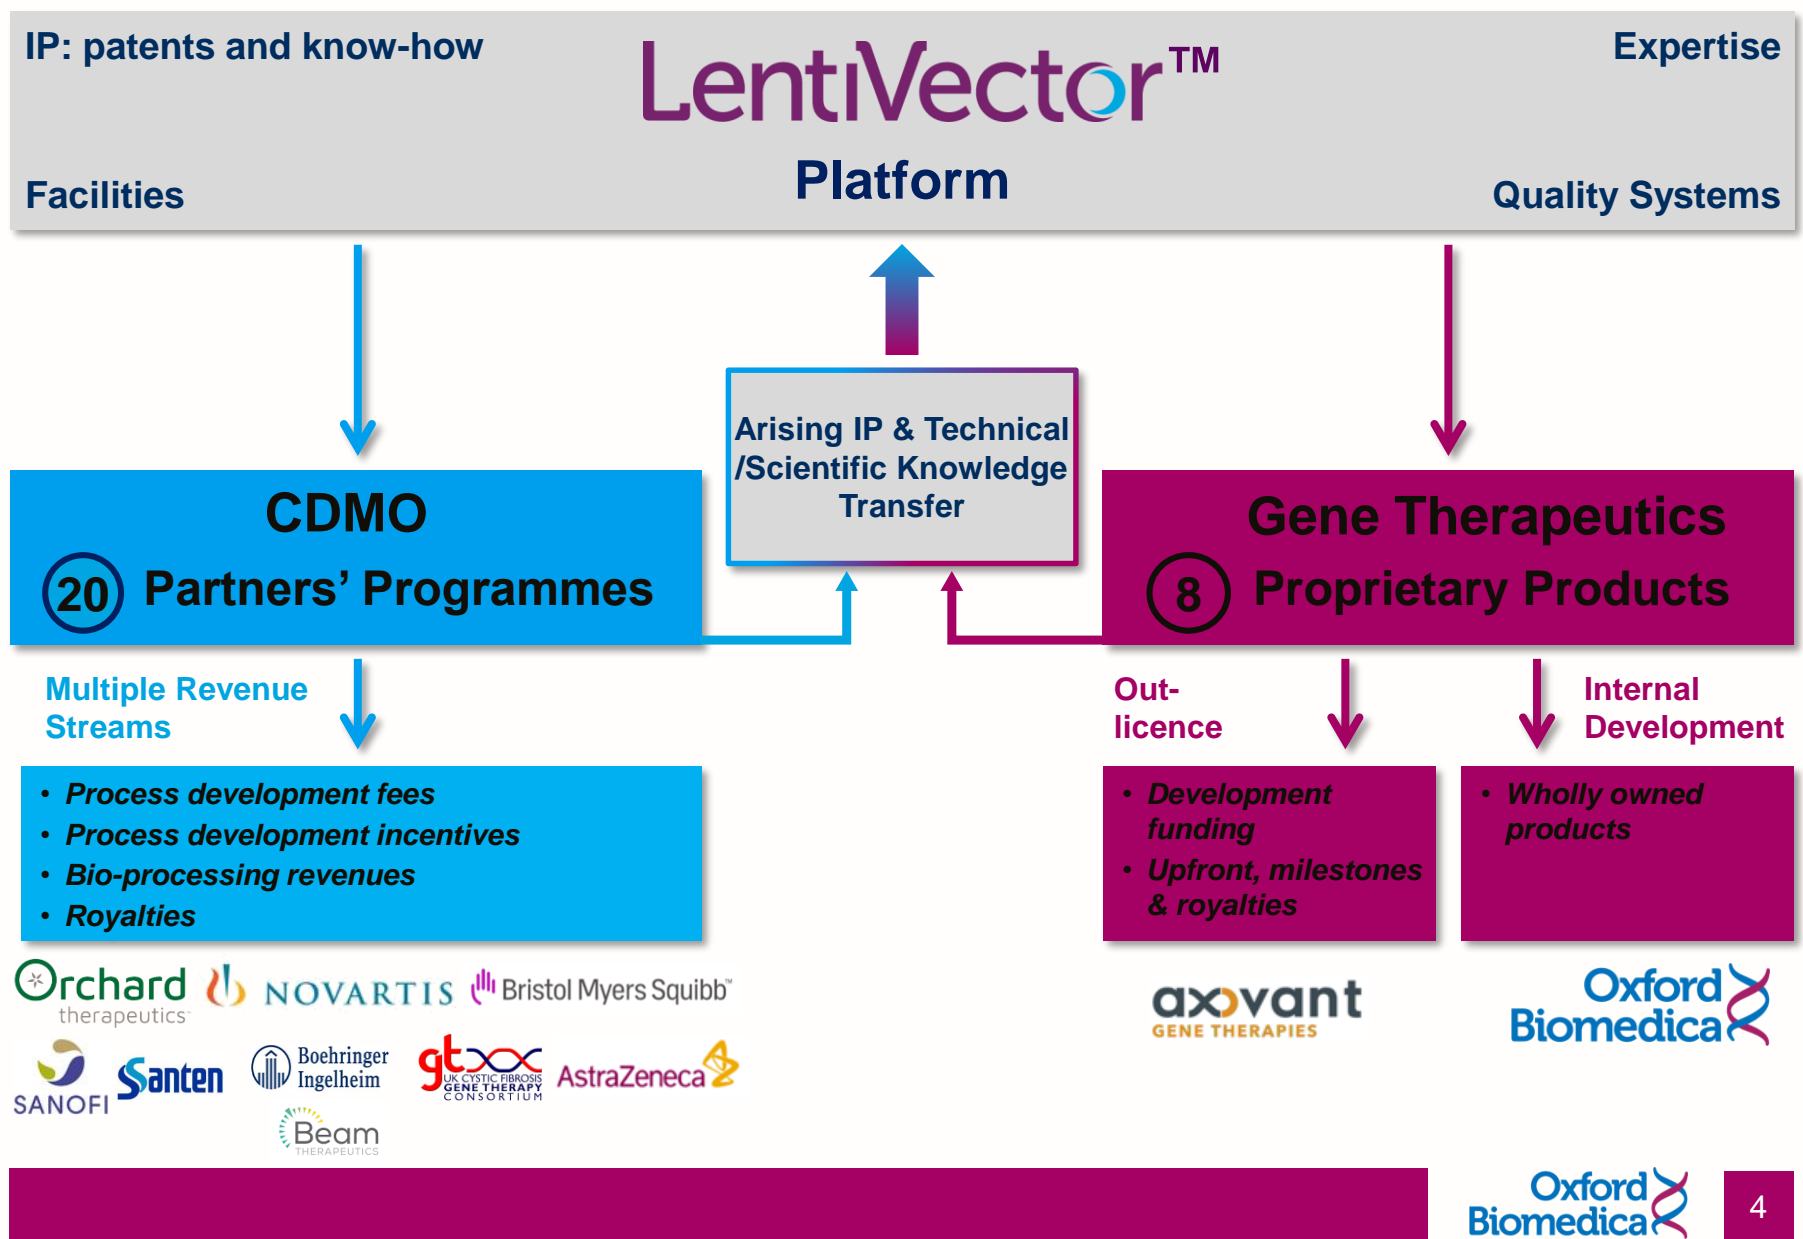 IP: patents and know-how
LentiVector™
Expertise
Facilities
Platform
Quality Systems
Arising IP & Technical
/Scientific Knowledge
Transfer
CDMO
20 Partners’ Programmes
Gene Therapeutics
8 Proprietary Products
Multiple Revenue
Streams
Out-
licence
Internal
Development
• Process development fees
• Process development incentives
• Bio-processing revenues
• Royalties
• Development
funding
• Upfront, milestones
& royalties
• Wholly owned
products
Orchard
therapeutics
NOVARTIS
Bristol Myers Squibb™
SANOFI
Santen
Boehringer
Ingelheim
gt
UK CYSTIC FIBROSIS
GENE THERAPY
CONSORTIUM
AstraZeneca
Beam
THERAPEUTICS
axovant
GENE THERAPIES
Oxford
Biomedica
Oxford
Biomedica
4